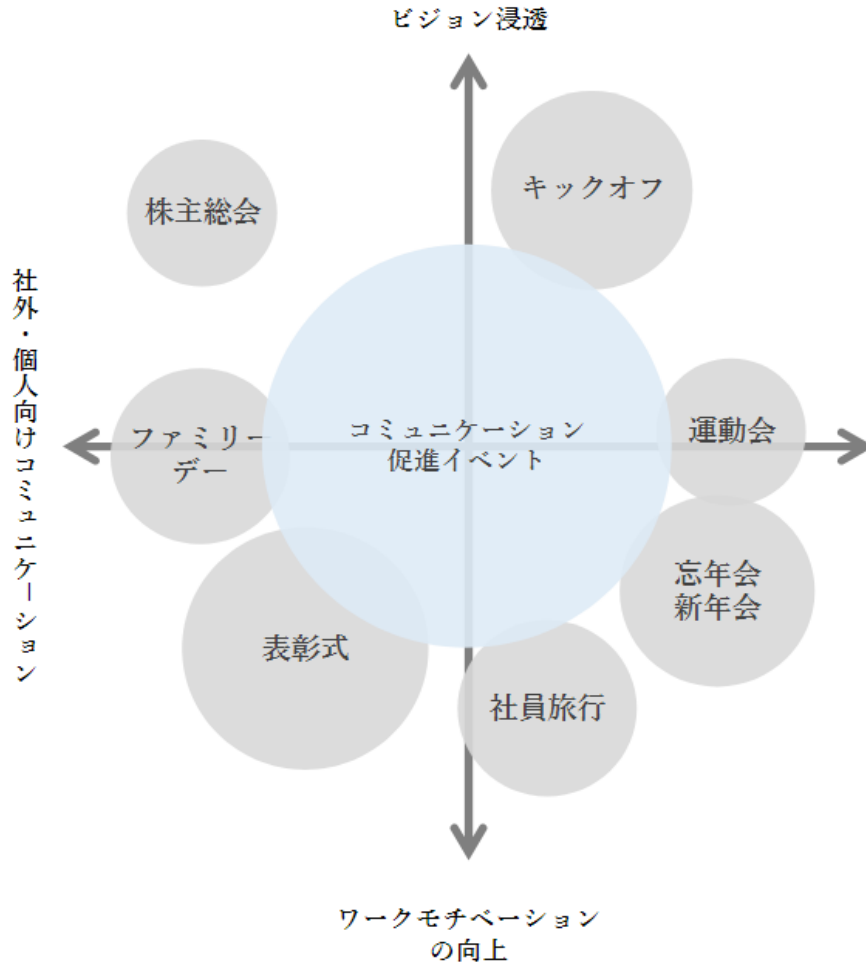 ビジョン浸透
キックオフ
株主総会
社外・個人向けコミュニケーション
ファミリー
デー
コミュニケーション
促進イベント
運動会
忘年会
新年会
表彰式
社員旅行
ワークモチベーション
の向上